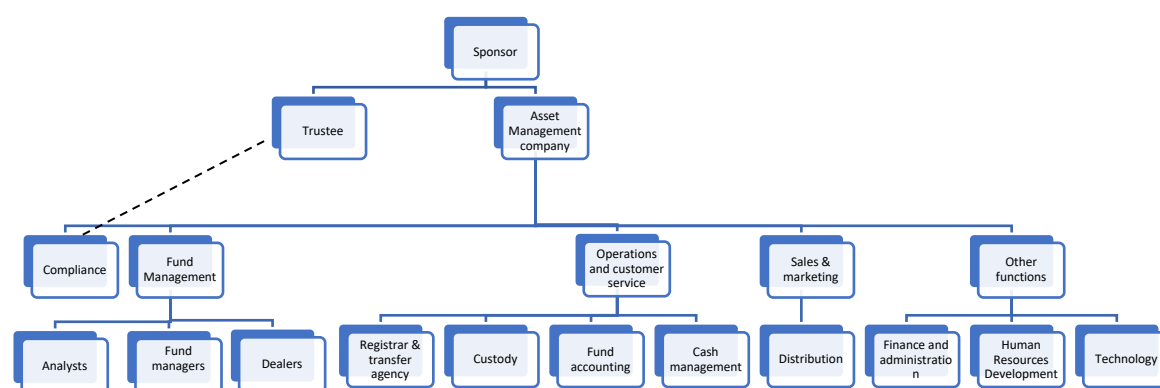 Sponsor
Trustee
Asset
Management
company
Compliance
Fund
Management
Operations
and customer
service
Sales &
marketing
Other
functions
Analysts
Fund
managers
Dealers
Registrar &
transfer
agency
Custody
Fund
accounting
Cash
management
Distribution
Finance and
administratio
n
Human
Resources
Development
Technology